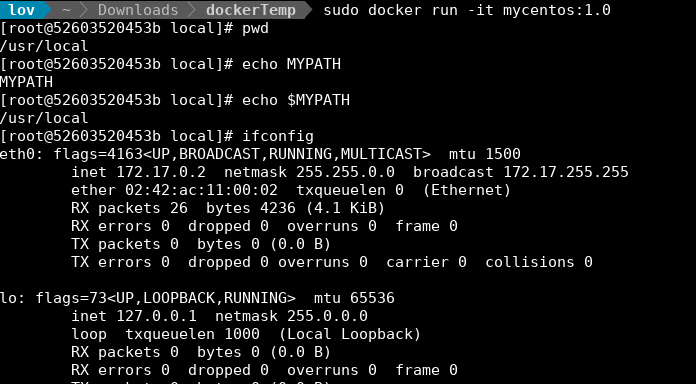 lov ~ Downloads dockerTemp sudo docker run -it mycentos:1.0
[root@52603520453b local]# pwd
/usr/local
[root@52603520453b local]# echo MYPATH
MYPATH
[root@52603520453b local]# echo $MYPATH
/usr/local
[root@52603520453b local]# ifconfig
eth0: flags=4163<UP,BROADCAST,RUNNING,MULTICAST>  mtu 1500
        inet 172.17.0.2  netmask 255.255.0.0  broadcast 172.17.255.255
        ether 02:42:ac:11:00:02  txqueuelen 0  (Ethernet)
        RX packets 26  bytes 4236 (4.1 KiB)
        RX errors 0  dropped 0  overruns 0  frame 0
        TX packets 0  bytes 0 (0.0 B)
        TX errors 0  dropped 0 overruns 0  carrier 0  collisions 0

lo: flags=73<UP,LOOPBACK,RUNNING>  mtu 65536
        inet 127.0.0.1  netmask 255.0.0.0
        loop  txqueuelen 1000  (Local Loopback)
        RX packets 0  bytes 0 (0.0 B)
        RX errors 0  dropped 0  overruns 0  frame 0